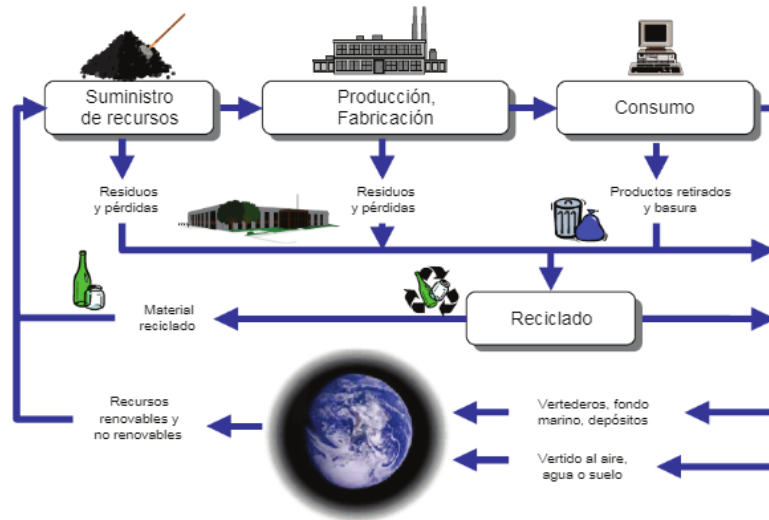 Suministro
de recursos
Producción,
Fabricación
Consumo
Residuos
y pérdidas
Residuos
y pérdidas
Productos retirados
y basura
Material
reciclado
Reciclado
Recursos
renovables y
no renovables
Vertederos, fondo
marino, depósitos
Vertido al aire,
agua o suelo